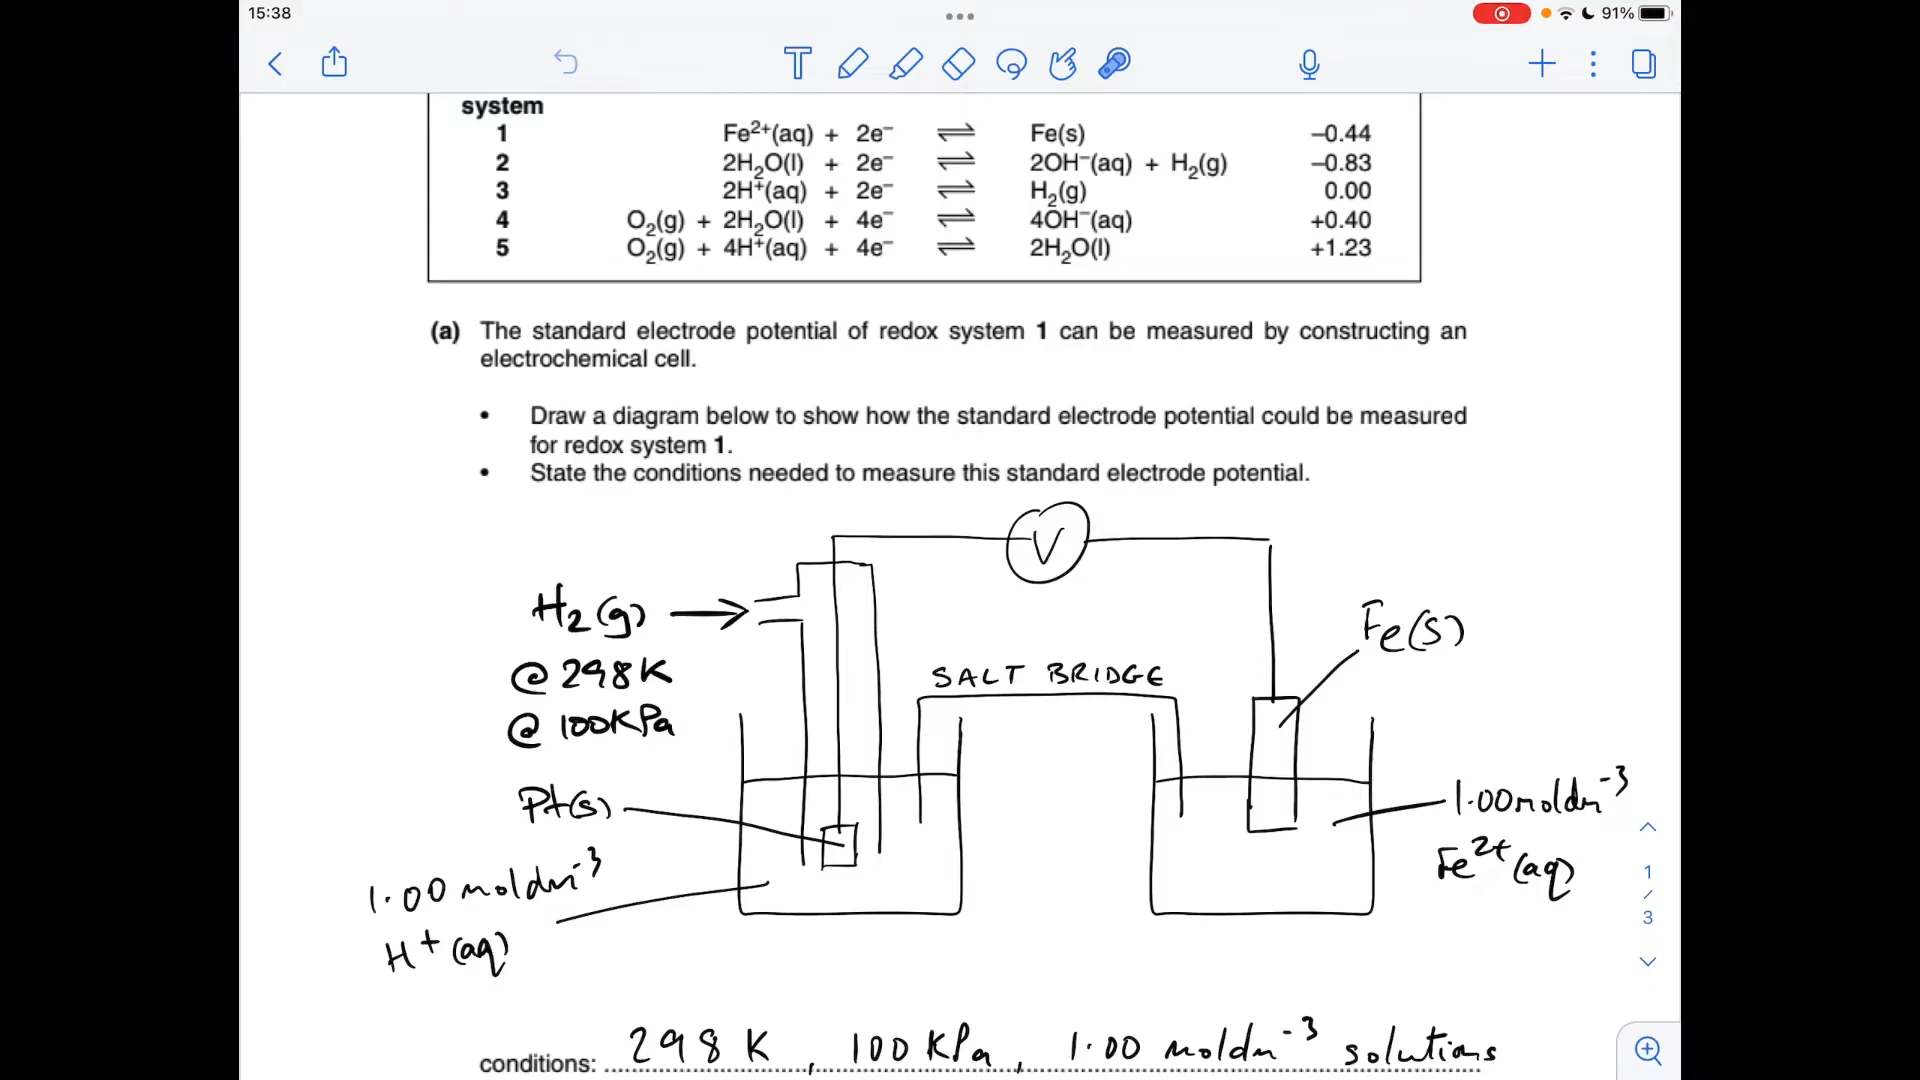 15:38
91%
system
1 Fe²⁺(aq) + 2e⁻ ⇌ Fe(s) –0.44
2 2H₂O(l) + 2e⁻ ⇌ 2OH⁻(aq) + H₂(g) –0.83
3 2H⁺(aq) + 2e⁻ ⇌ H₂(g) 0.00
4 O₂(g) + 2H₂O(l) + 4e⁻ ⇌ 4OH⁻(aq) +0.40
5 O₂(g) + 4H⁺(aq) + 4e⁻ ⇌ 2H₂O(l) +1.23
(a) The standard electrode potential of redox system 1 can be measured by constructing an
electrochemical cell.
• Draw a diagram below to show how the standard electrode potential could be measured
for redox system 1.
• State the conditions needed to measure this standard electrode potential.
V
H₂(g)
@ 298K
@ 100KPa
Fe(s)
SALT BRIDGE
Pt(s)
1.00moldm⁻³
Fe²⁺(aq)
1.00 moldm⁻³
H⁺(aq)
1
/
3
conditions: 298 K, 100 KPa, 1.00 moldm⁻³ solutions